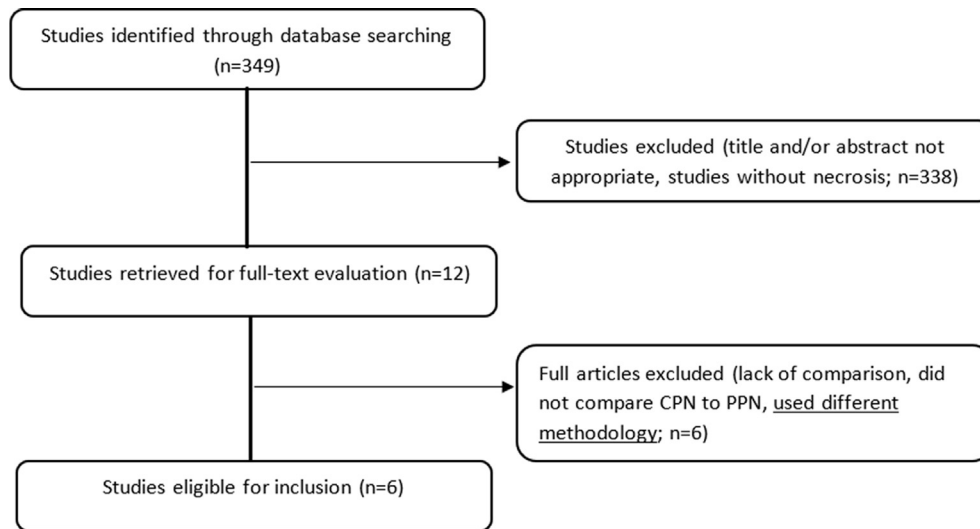 Studies identified through database searching
(n=349)
Studies excluded (title and/or abstract not
appropriate, studies without necrosis; n=338)
Studies retrieved for full-text evaluation (n=12)
Full articles excluded (lack of comparison, did
not compare CPN to PPN, used different
methodology; n=6)
Studies eligible for inclusion (n=6)